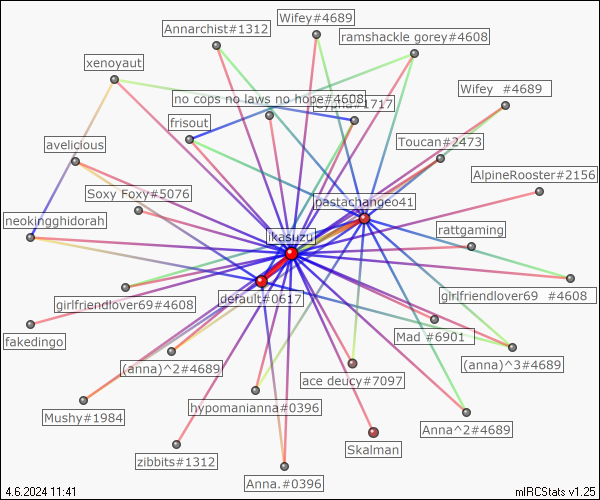 Wifey#4689
Annarchist#1312
ramshackle gorey#4608
xenoyaut
Wifey  #4689
no cops no laws no hope#4608
#1717
frisout
Toucan#2473
avelicious
AlpineRooster#2156
Soxy Foxy#5076
pastachangeo41
neokingghidorah
rattgaming
ikasuzu
girlfriendlover69#4608
default#0617
girlfriendlover69  #4608
fakedingo
Mad #6901
(anna)^2#4689
(anna)^3#4689
ace deucy#7097
hypomanianna#0396
Mushy#1984
Anna^2#4689
Skalman
zibbits#1312
Anna.#0396
4.6.2024 11:41
mIRCStats v1.25